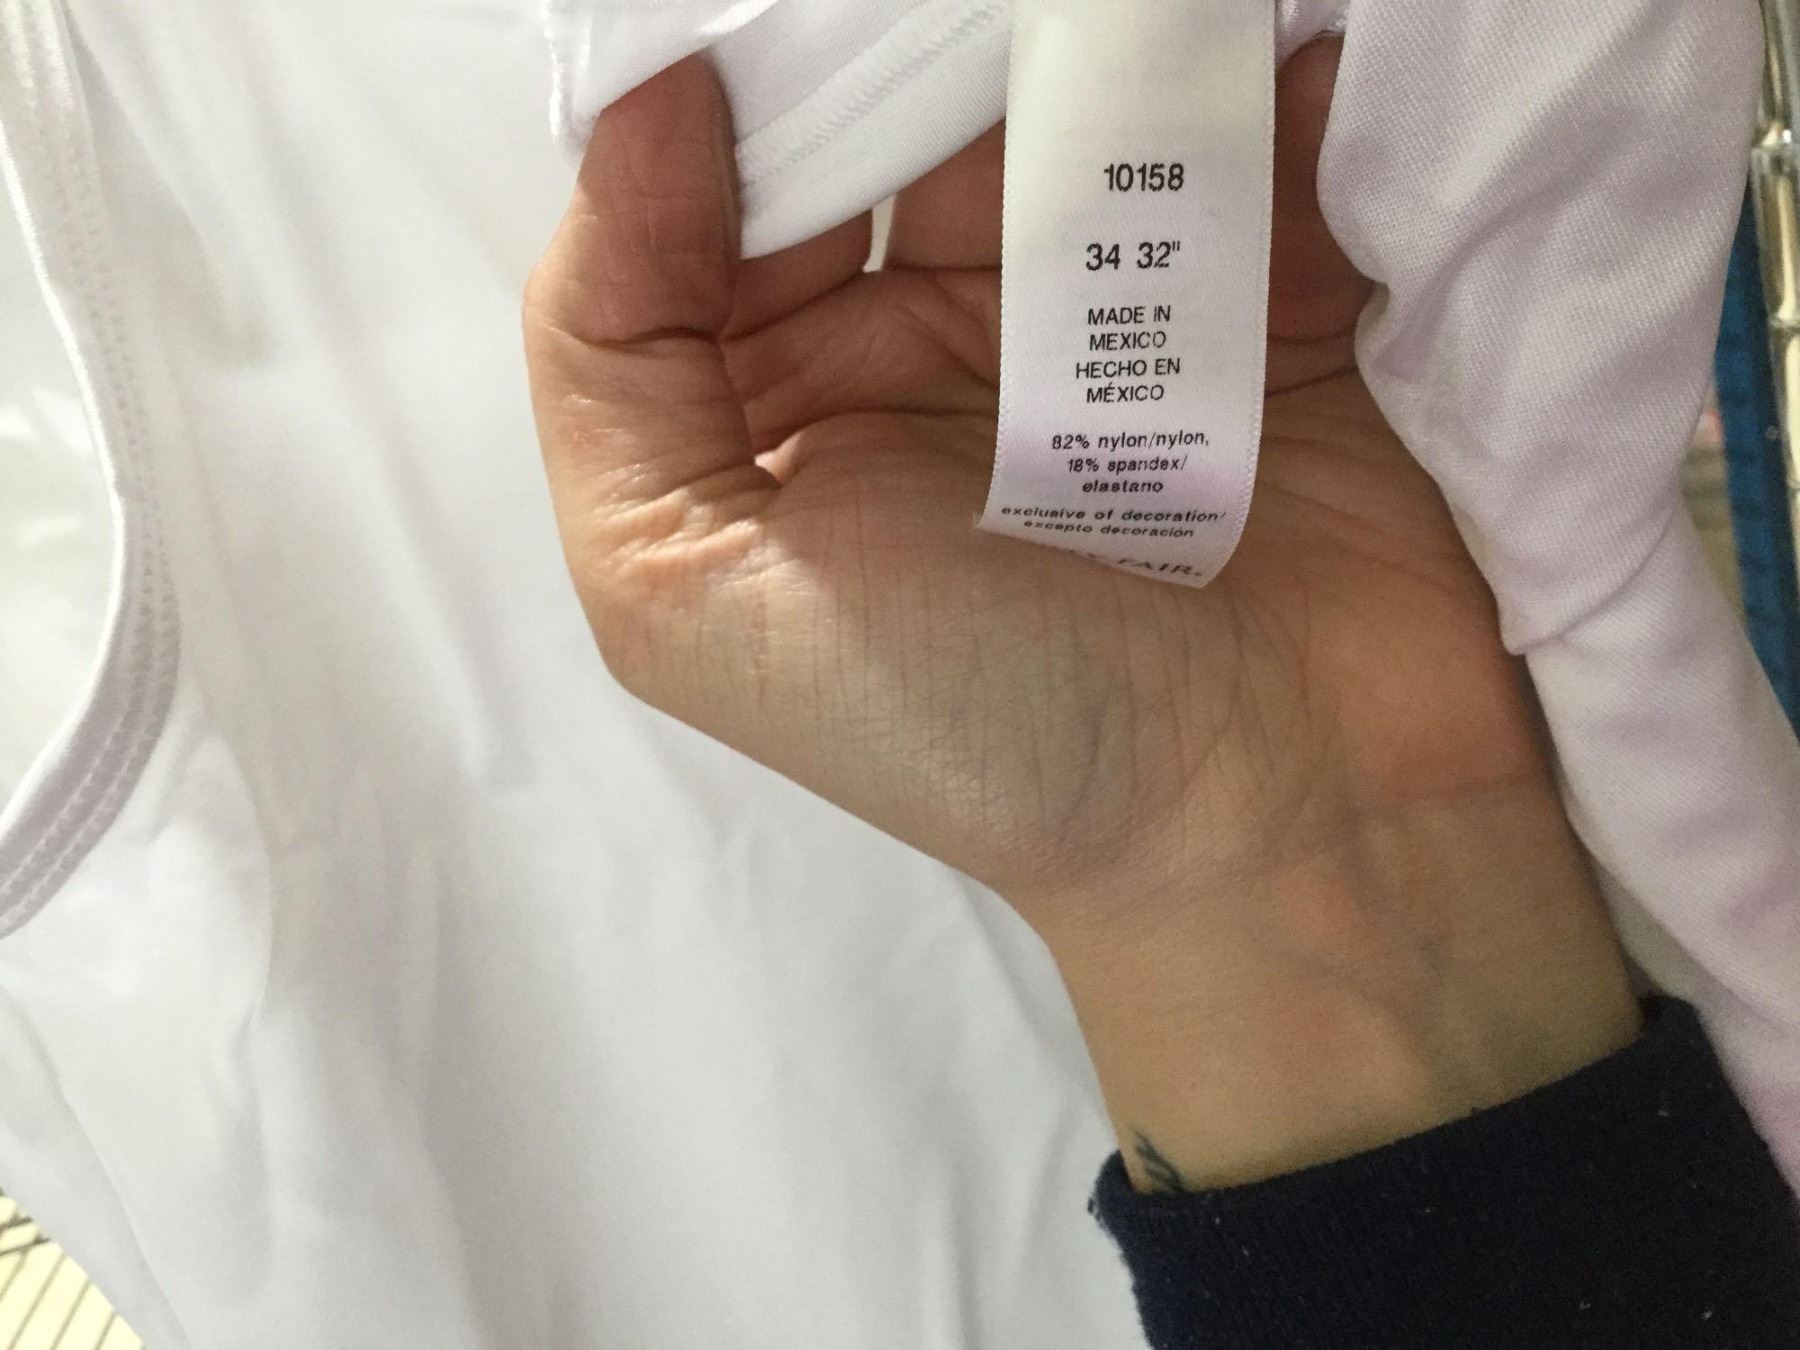 10158
34 32"
MADE IN
MEXICO
HECHO EN
MÉXICO
82% nylon/nylon,
18% spandex/
elastano
exclusive of decoration/
excepto decoración
FAIR®